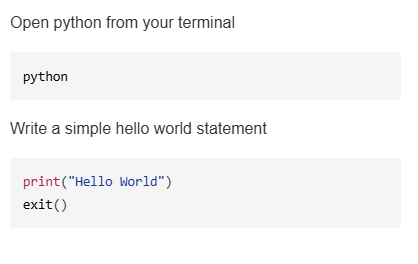 Open python from your terminal
python
Write a simple hello world statement
print("Hello World")
exit()